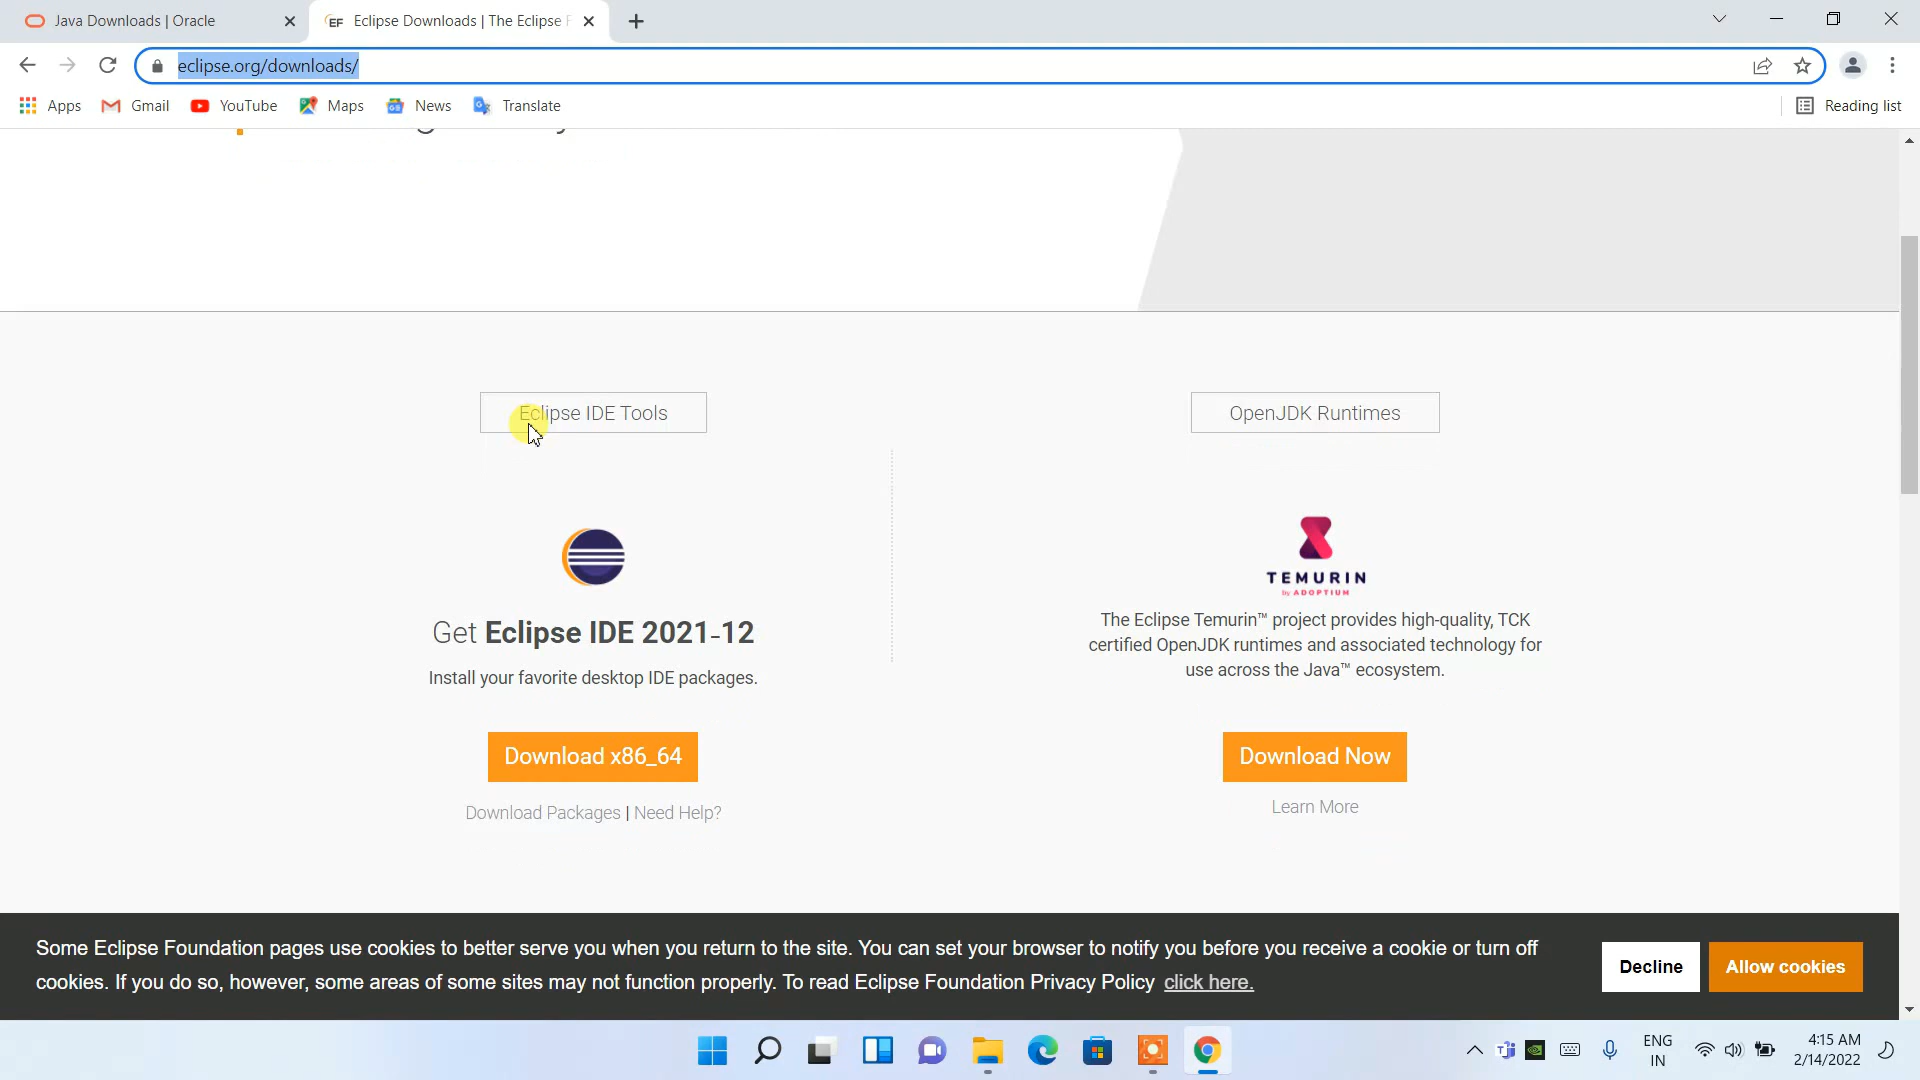 Java Downloads | Oracle
EF Eclipse Downloads | The Eclipse F
eclipse.org/downloads/
Apps Gmail YouTube Maps News Translate Reading list
Eclipse IDE Tools
OpenJDK Runtimes
TEMURIN
by ADOPTIUM
Get Eclipse IDE 2021-12
Install your favorite desktop IDE packages.
The Eclipse Temurin™ project provides high-quality, TCK
certified OpenJDK runtimes and associated technology for
use across the Java™ ecosystem.
Download x86_64
Download Now
Download Packages | Need Help?
Learn More
Some Eclipse Foundation pages use cookies to better serve you when you return to the site. You can set your browser to notify you before you receive a cookie or turn off
cookies. If you do so, however, some areas of some sites may not function properly. To read Eclipse Foundation Privacy Policy click here.
Decline
Allow cookies
ENG
IN
4:15 AM
2/14/2022